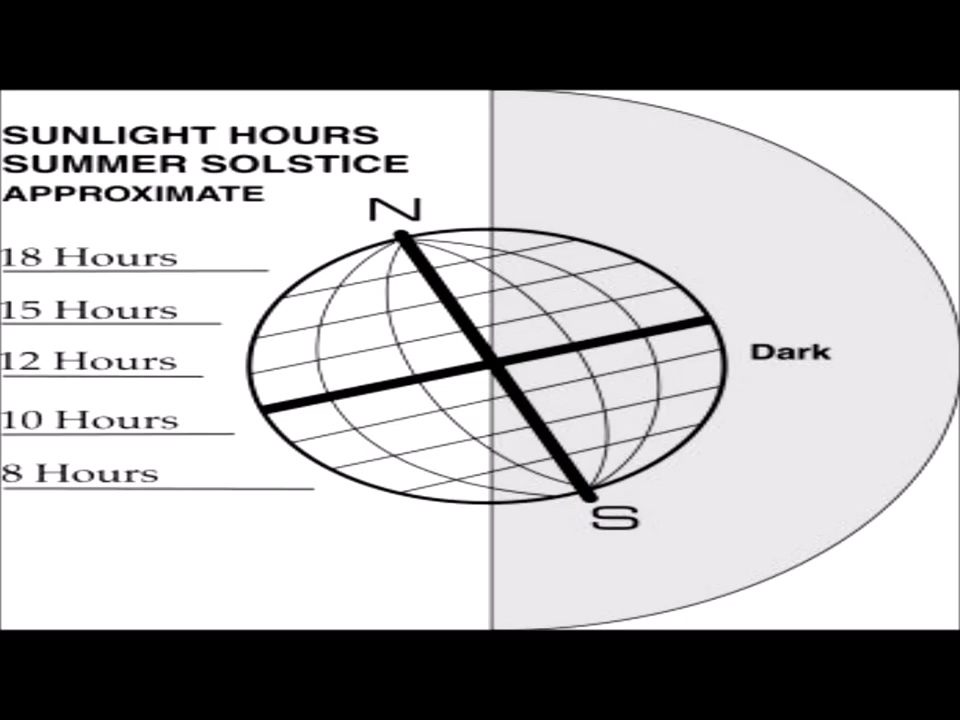 SUNLIGHT HOURS
SUMMER SOLSTICE
APPROXIMATE
N
18 Hours
15 Hours
12 Hours
Dark
10 Hours
8 Hours
S